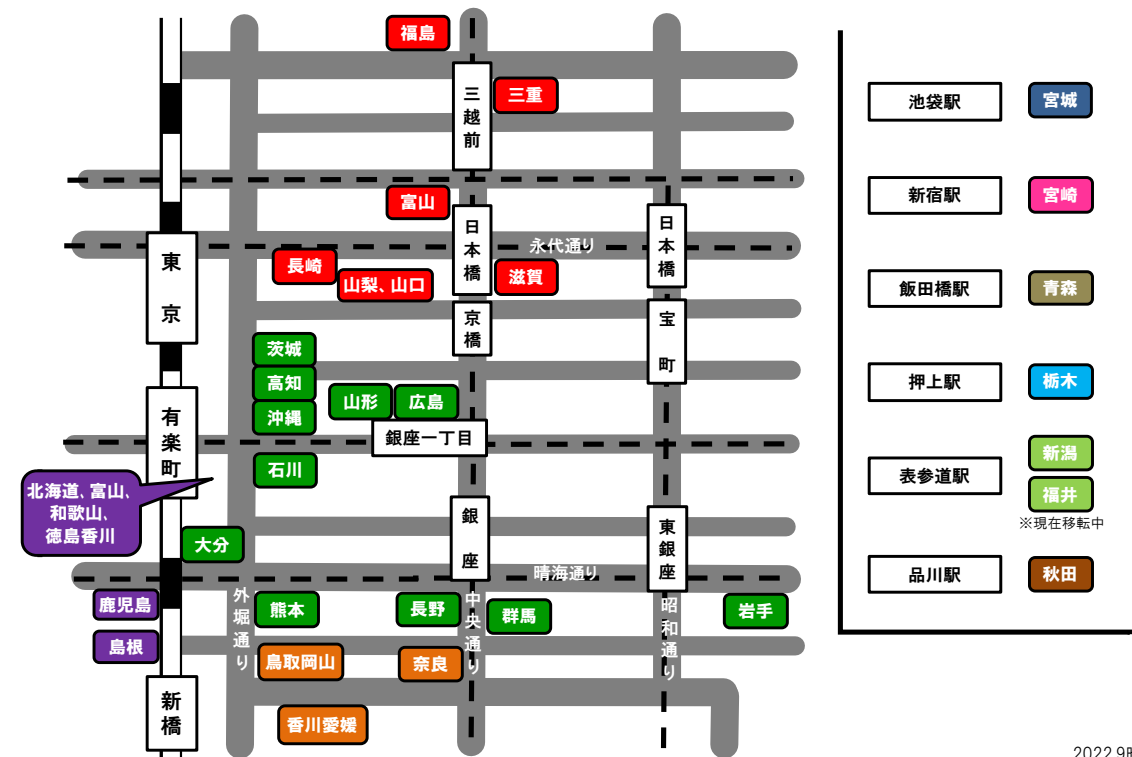 福島
三越前
三重
富山
日本橋
日本橋
永代通り
東京
長崎
山梨、山口
滋賀
京橋
宝町
茨城
高知
沖縄
山形
広島
有楽町
銀座一丁目
石川
北海道、富山、
和歌山、
徳島香川
大分
銀座
東銀座
晴海通り
鹿児島
島根
外堀通り
熊本
長野
中央通り
群馬
昭和通り
岩手
鳥取岡山
奈良
新橋
香川愛媛
池袋駅
宮城
新宿駅
宮崎
飯田橋駅
青森
押上駅
栃木
表参道駅
新潟
福井
※現在移転中
品川駅
秋田
2022.9